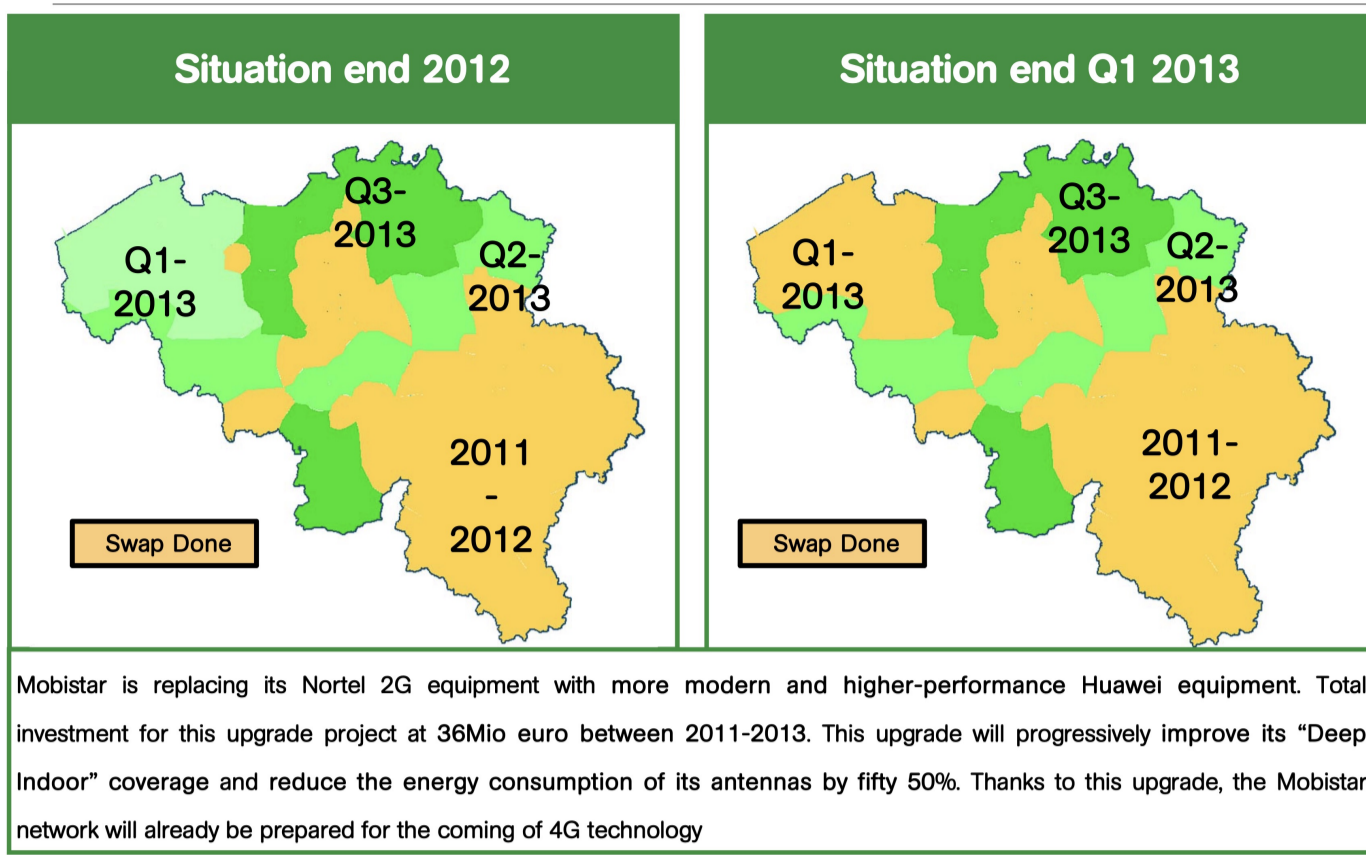 Situation end 2012
Situation end Q1 2013
Q3-
2013
Q1-
2013
Q2-
2013
2011
-
2012
Swap Done
Q3-
2013
Q1-
2013
Q2-
2013
2011-
2012
Swap Done
Mobistar is replacing its Nortel 2G equipment with more modern and higher-performance Huawei equipment. Total
investment for this upgrade project at 36Mio euro between 2011-2013. This upgrade will progressively improve its “Deep
Indoor” coverage and reduce the energy consumption of its antennas by fifty 50%. Thanks to this upgrade, the Mobistar
network will already be prepared for the coming of 4G technology